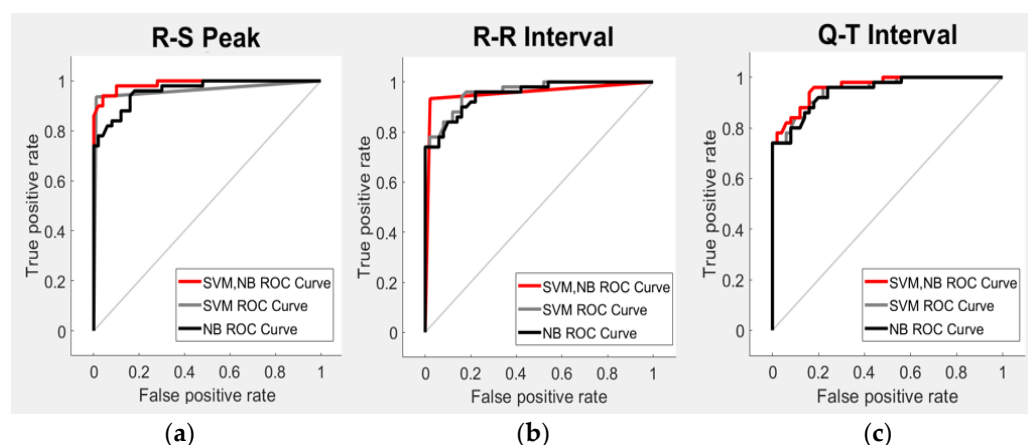 R-S Peak
True positive rate
1
0.8
0.6
0.4
0.2
0
SVM,NB ROC Curve
SVM ROC Curve
NB ROC Curve
0 0.2 0.4 0.6 0.8 1
False positive rate
(a)
R-R Interval
True positive rate
1
0.8
0.6
0.4
0.2
0
SVM,NB ROC Curve
SVM ROC Curve
NB ROC Curve
0 0.2 0.4 0.6 0.8 1
False positive rate
(b)
Q-T Interval
True positive rate
1
0.8
0.6
0.4
0.2
0
SVM,NB ROC Curve
SVM ROC Curve
NB ROC Curve
0 0.2 0.4 0.6 0.8 1
False positive rate
(c)